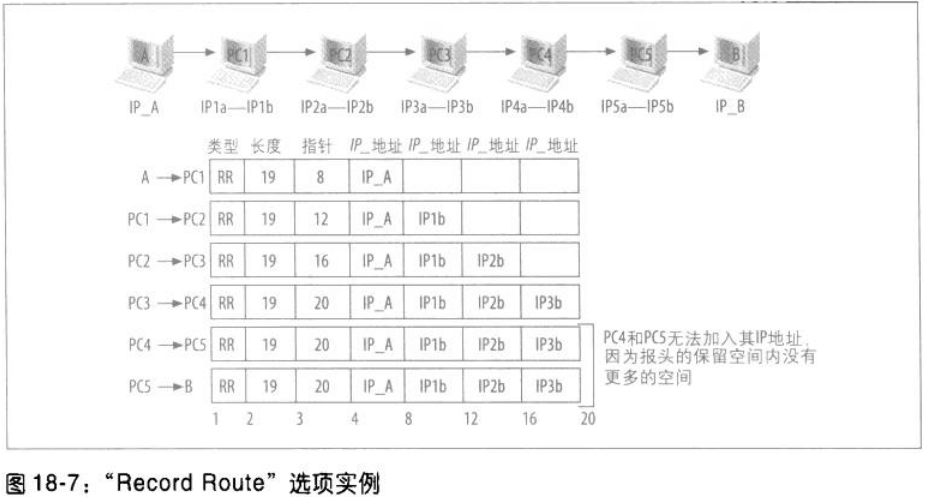 A PC1 PC2 PC3 PC4 PC5 B
IP_A IP1a—IP1b IP2a—IP2b IP3a—IP3b IP4a—IP4b IP5a—IP5b IP_B
类型 长度 指针 IP_地址 IP_地址 IP_地址 IP_地址
A PC1 RR 19 8 IP_A
PC1 PC2 RR 19 12 IP_A IP1b
PC2 PC3 RR 19 16 IP_A IP1b IP2b
PC3 PC4 RR 19 20 IP_A IP1b IP2b IP3b
PC4 PC5 RR 19 20 IP_A IP1b IP2b IP3b
PC5 B RR 19 20 IP_A IP1b IP2b IP3b
1 2 3 4 8 12 16 20
PC4和PC5无法加入其IP地址，
因为报头的保留空间内没有
更多的空间
图 18-7：“Record Route”选项实例